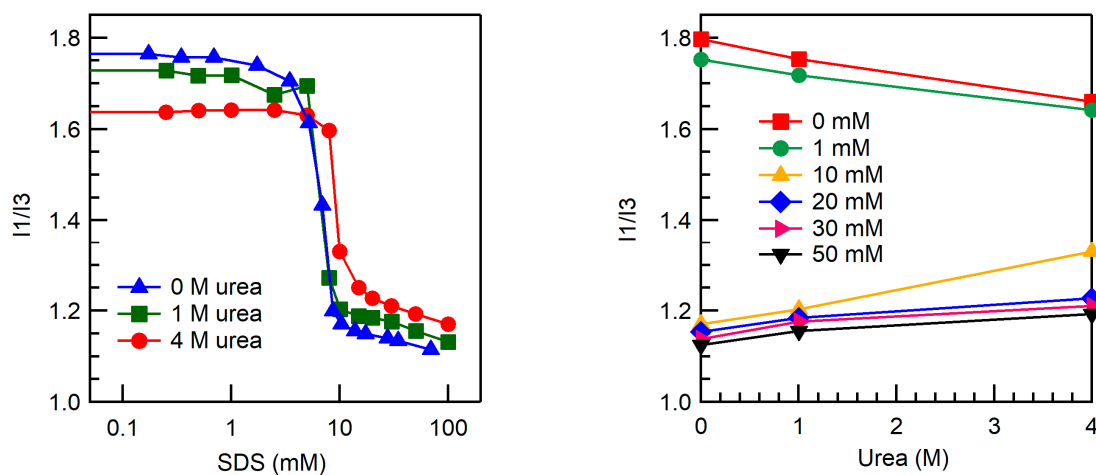 I1/I3
1.8
1.6
1.4
1.2
1.0
0 M urea
1 M urea
4 M urea
0.1
1
10
100
SDS (mM)
I1/I3
1.8
1.6
1.4
1.2
1.0
0 mM
1 mM
10 mM
20 mM
30 mM
50 mM
0
1
2
3
4
Urea (M)